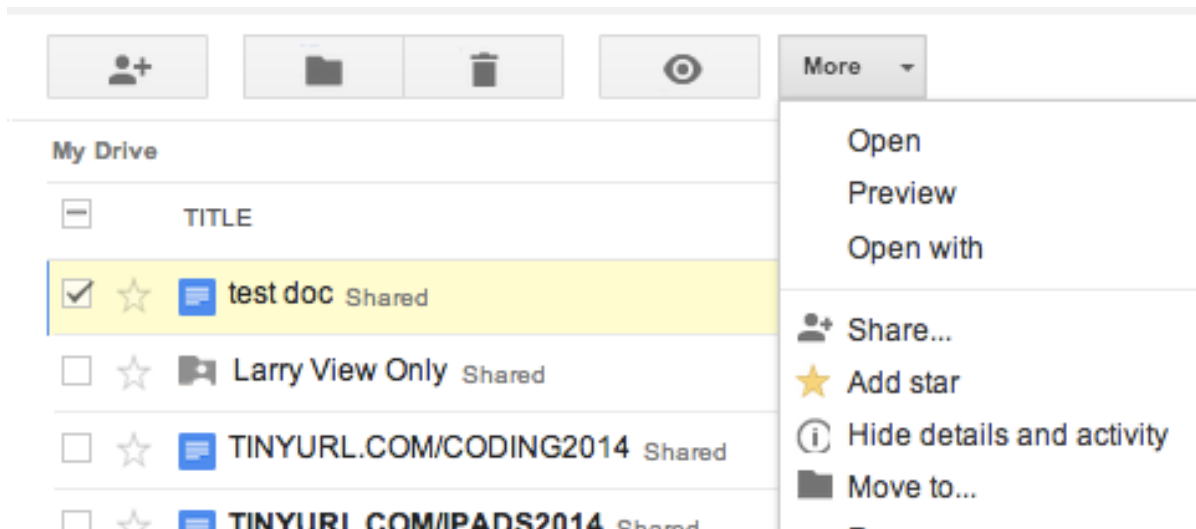 More
My Drive
TITLE
test doc Shared
Larry View Only Shared
TINYURL.COM/CODING2014 Shared
TINYURL.COM/IPADS2014 Shared
Open
Preview
Open with
Share...
Add star
Hide details and activity
Move to...